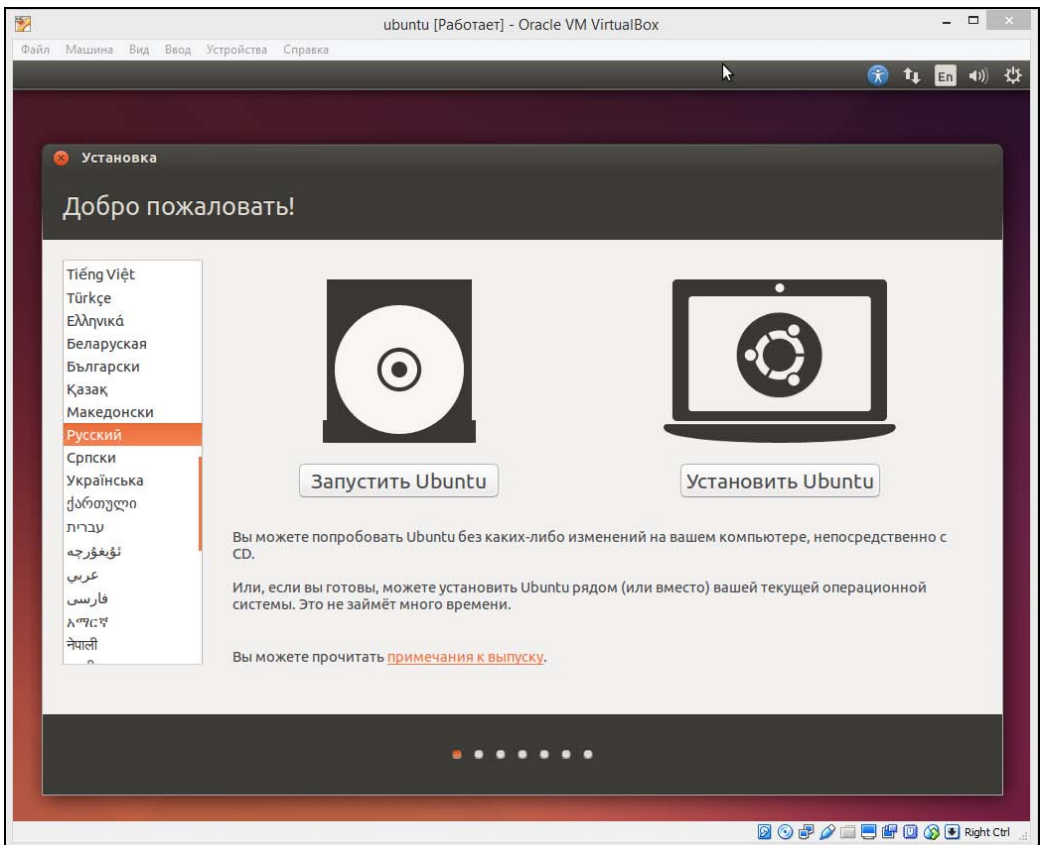 ubuntu [Работает] - Oracle VM VirtualBox
Файл Машина Вид Ввод Устройства Справка
En
Установка
Добро пожаловать!
Tiếng Việt
Türkçe
Ελληνικά
Беларуская
Български
Қазақ
Македонски
Русский
Српски
Українська
ქართული
עברית
ئۇيغۇرچە
عربي
فارسی
አማርኛ
नेपाली
Запустить Ubuntu
Установить Ubuntu
Вы можете попробовать Ubuntu без каких-либо изменений на вашем компьютере, непосредственно с
CD.
Или, если вы готовы, можете установить Ubuntu рядом (или вместо) вашей текущей операционной
системы. Это не займёт много времени.
Вы можете прочитать примечания к выпуску.
Right Ctrl